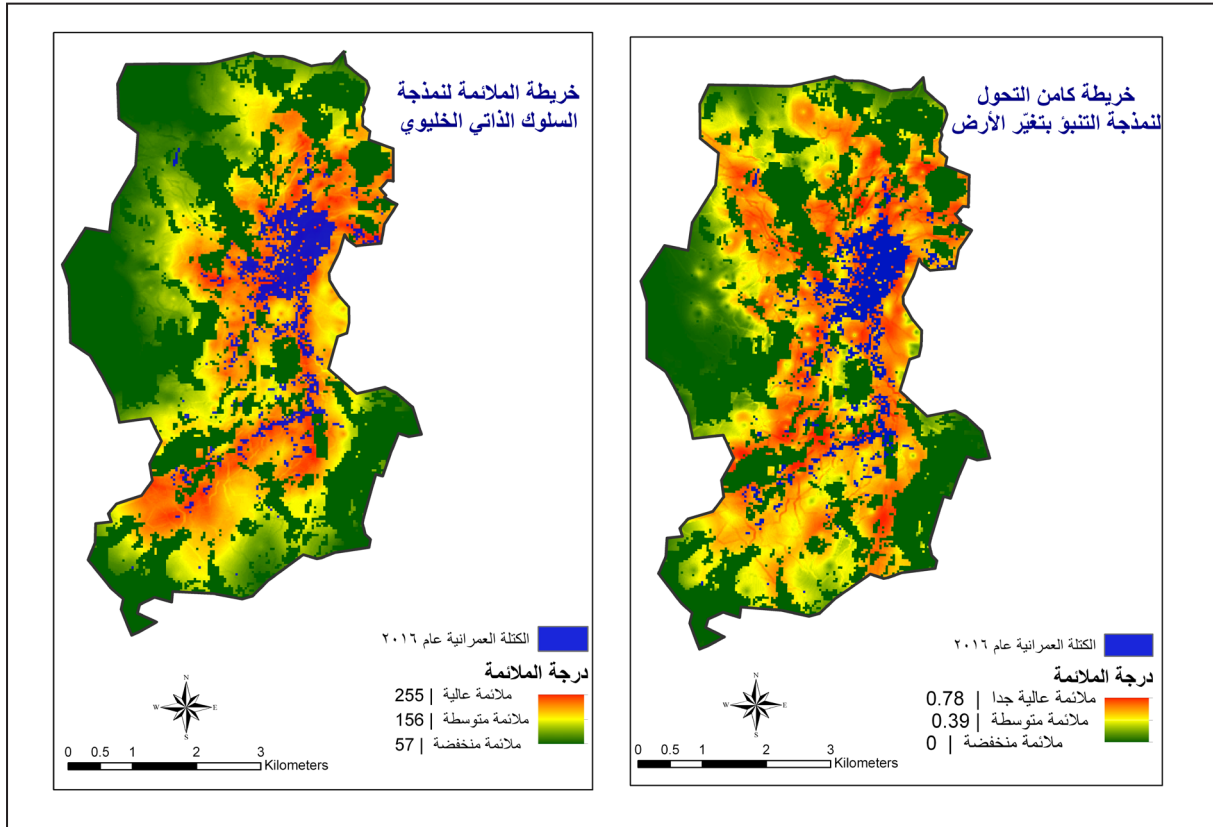 خريطة كامن التحول
لنمذجة التنبؤ بتغيّر الأرض
الكتلة العمرانية عام ٢٠١٦
درجة الملائمة
ملائمة عالية جدا | 0.78
ملائمة متوسطة | 0.39
ملائمة منخفضة | 0
N
W E
S
0 0.5 1 2 3
Kilometers
خريطة الملائمة لنمذجة
السلوك الذاتي الخليوي
الكتلة العمرانية عام ٢٠١٦
درجة الملائمة
ملائمة عالية | 255
ملائمة متوسطة | 156
ملائمة منخفضة | 57
N
W E
S
0 0.5 1 2 3
Kilometers